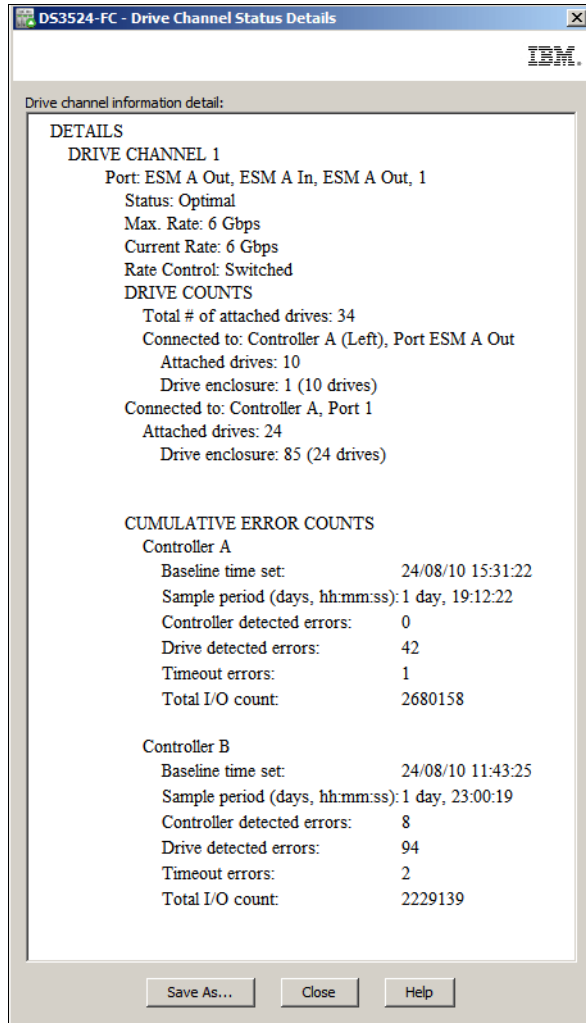 DS3524-FC - Drive Channel Status Details
IBM.
Drive channel information detail:
DETAILS
DRIVE CHANNEL 1
Port: ESM A Out, ESM A In, ESM A Out, 1
Status: Optimal
Max. Rate: 6 Gbps
Current Rate: 6 Gbps
Rate Control: Switched
DRIVE COUNTS
Total # of attached drives: 34
Connected to: Controller A (Left), Port ESM A Out
Attached drives: 10
Drive enclosure: 1 (10 drives)
Connected to: Controller A, Port 1
Attached drives: 24
Drive enclosure: 85 (24 drives)
CUMULATIVE ERROR COUNTS
Controller A
Baseline time set: 24/08/10 15:31:22
Sample period (days, hh:mm:ss): 1 day, 19:12:22
Controller detected errors: 0
Drive detected errors: 42
Timeout errors: 1
Total I/O count: 2680158
Controller B
Baseline time set: 24/08/10 11:43:25
Sample period (days, hh:mm:ss): 1 day, 23:00:19
Controller detected errors: 8
Drive detected errors: 94
Timeout errors: 2
Total I/O count: 2229139
Save As... Close Help